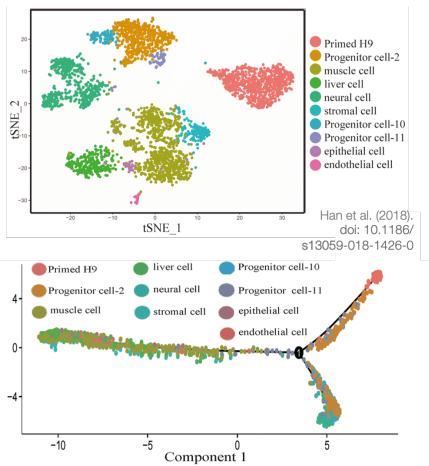 20
10
0
−10
−20
−30
tSNE_2
−20
−10
0
10
20
30
tSNE_1
Primed H9
Progenitor cell-2
muscle cell
liver cell
neural cell
stromal cell
Progenitor cell-10
Progenitor cell-11
epithelial cell
endothelial cell
Han et al. (2018).
doi: 10.1186/
s13059-018-1426-0
Primed H9
Progenitor cell-2
muscle cell
liver cell
neural cell
stromal cell
Progenitor cell-10
Progenitor cell-11
epithelial cell
endothelial cell
4
0
−4
1
−10
−5
0
5
Component 1